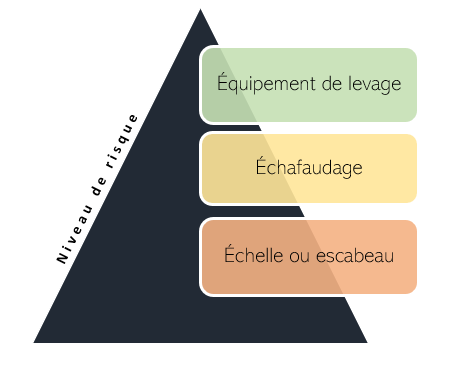 Niveau de risque
Équipement de levage
Échafaudage
Échelle ou escabeau